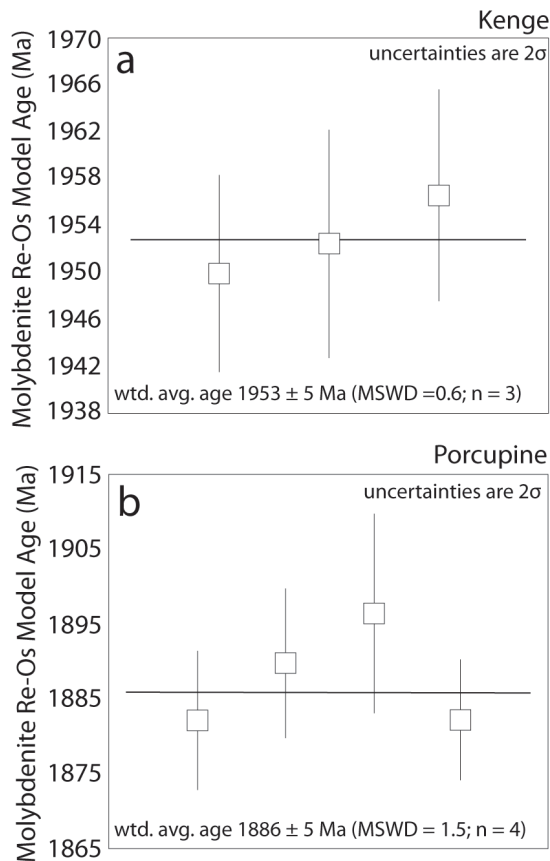 Kenge
a
uncertainties are 2σ
Molybdenite Re-Os Model Age (Ma)
1970
1966
1962
1958
1954
1950
1946
1942
1938
wtd. avg. age 1953 ± 5 Ma (MSWD =0.6; n = 3)
Porcupine
b
uncertainties are 2σ
Molybdenite Re-Os Model Age (Ma)
1915
1905
1895
1885
1875
1865
wtd. avg. age 1886 ± 5 Ma (MSWD = 1.5; n = 4)